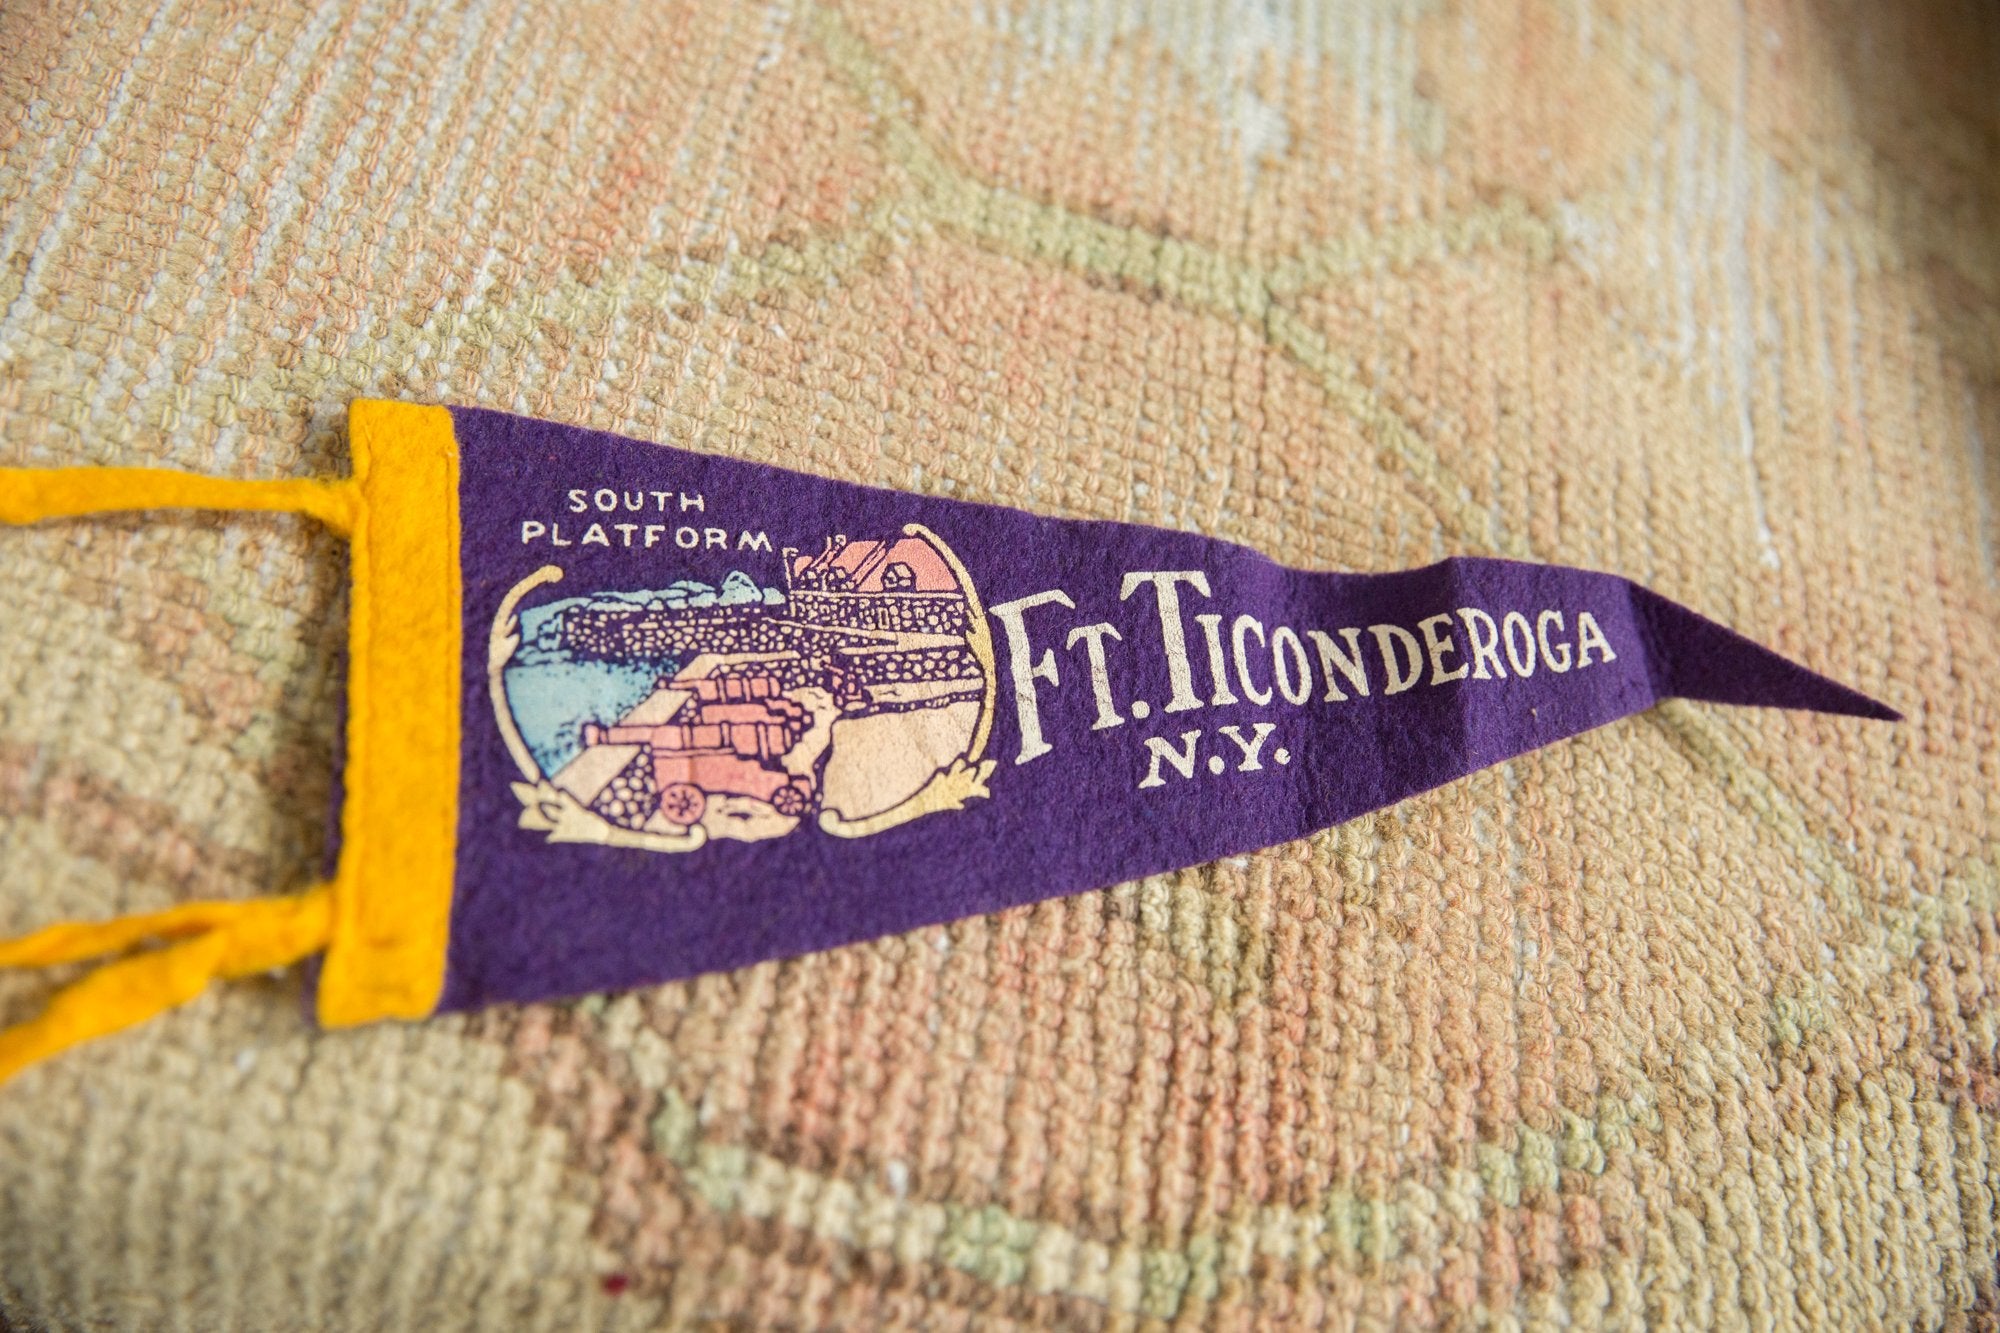 SOUTH
PLATFORM
FT. TICONDEROGA
N.Y.